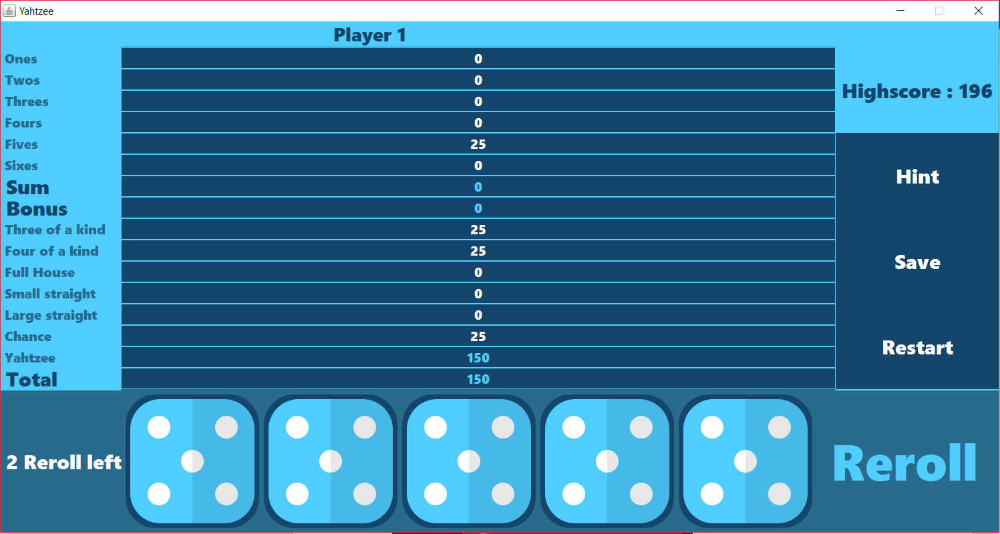 Yahtzee
Player 1
Ones 0
Twos 0
Threes 0
Highscore : 196
Fours 0
Fives 25
Sixes 0
Hint
Sum 0
Bonus 0
Three of a kind 25
Four of a kind 25
Save
Full House 0
Small straight 0
Large straight 0
Chance 25
Restart
Yahtzee 150
Total 150
2 Reroll left
Reroll